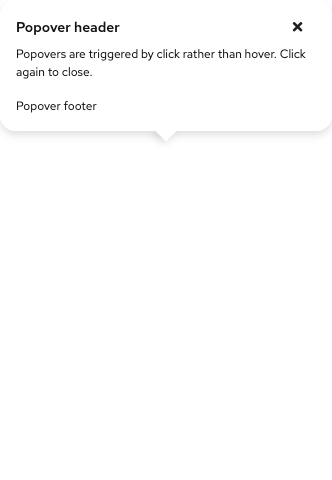 Popover header
Popovers are triggered by click rather than hover. Click
again to close.
Popover footer